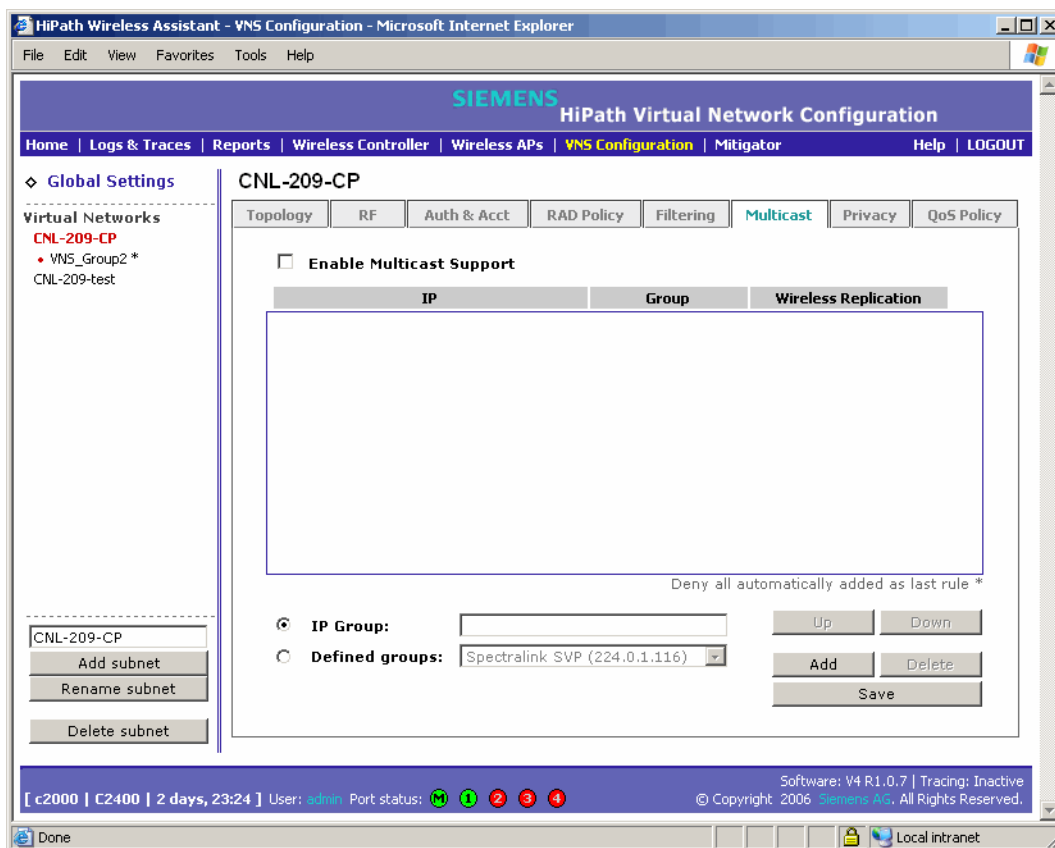 HiPath Wireless Assistant - VNS Configuration - Microsoft Internet Explorer
File Edit View Favorites Tools Help
SIEMENS
HiPath Virtual Network Configuration
Home | Logs & Traces | Reports | Wireless Controller | Wireless APs | VNS Configuration | Mitigator Help | LOGOUT
Global Settings
Virtual Networks
CNL-209-CP
VNS_Group2 *
CNL-209-test
CNL-209-CP
Topology RF Auth & Acct RAD Policy Filtering Multicast Privacy QoS Policy
Enable Multicast Support
IP Group Wireless Replication
Deny all automatically added as last rule *
IP Group: Up Down
Defined groups: Spectralink SVP (224.0.1.116) Add Delete
Save
CNL-209-CP
Add subnet
Rename subnet
Delete subnet
Software: V4 R1.0.7 | Tracing: Inactive
[ c2000 | C2400 | 2 days, 23:24 ] User: admin Port status: M 1 2 3 4 © Copyright 2006 Siemens AG. All Rights Reserved.
Done Local intranet